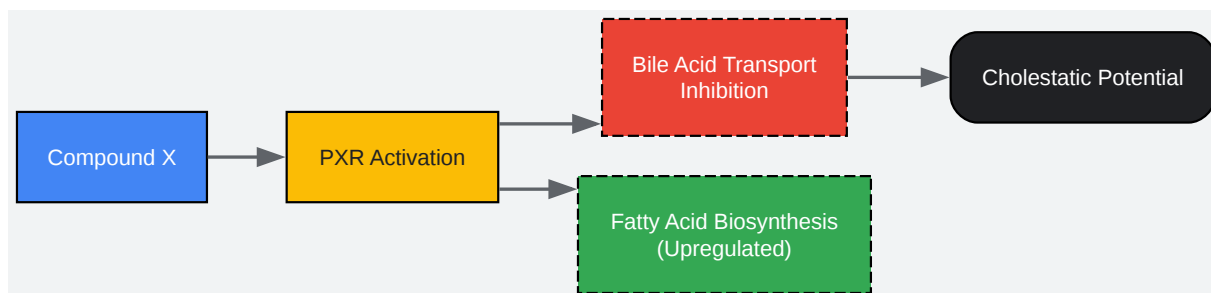 Compound X
PXR Activation
Bile Acid Transport
Inhibition
Cholestatic Potential
Fatty Acid Biosynthesis
(Upregulated)